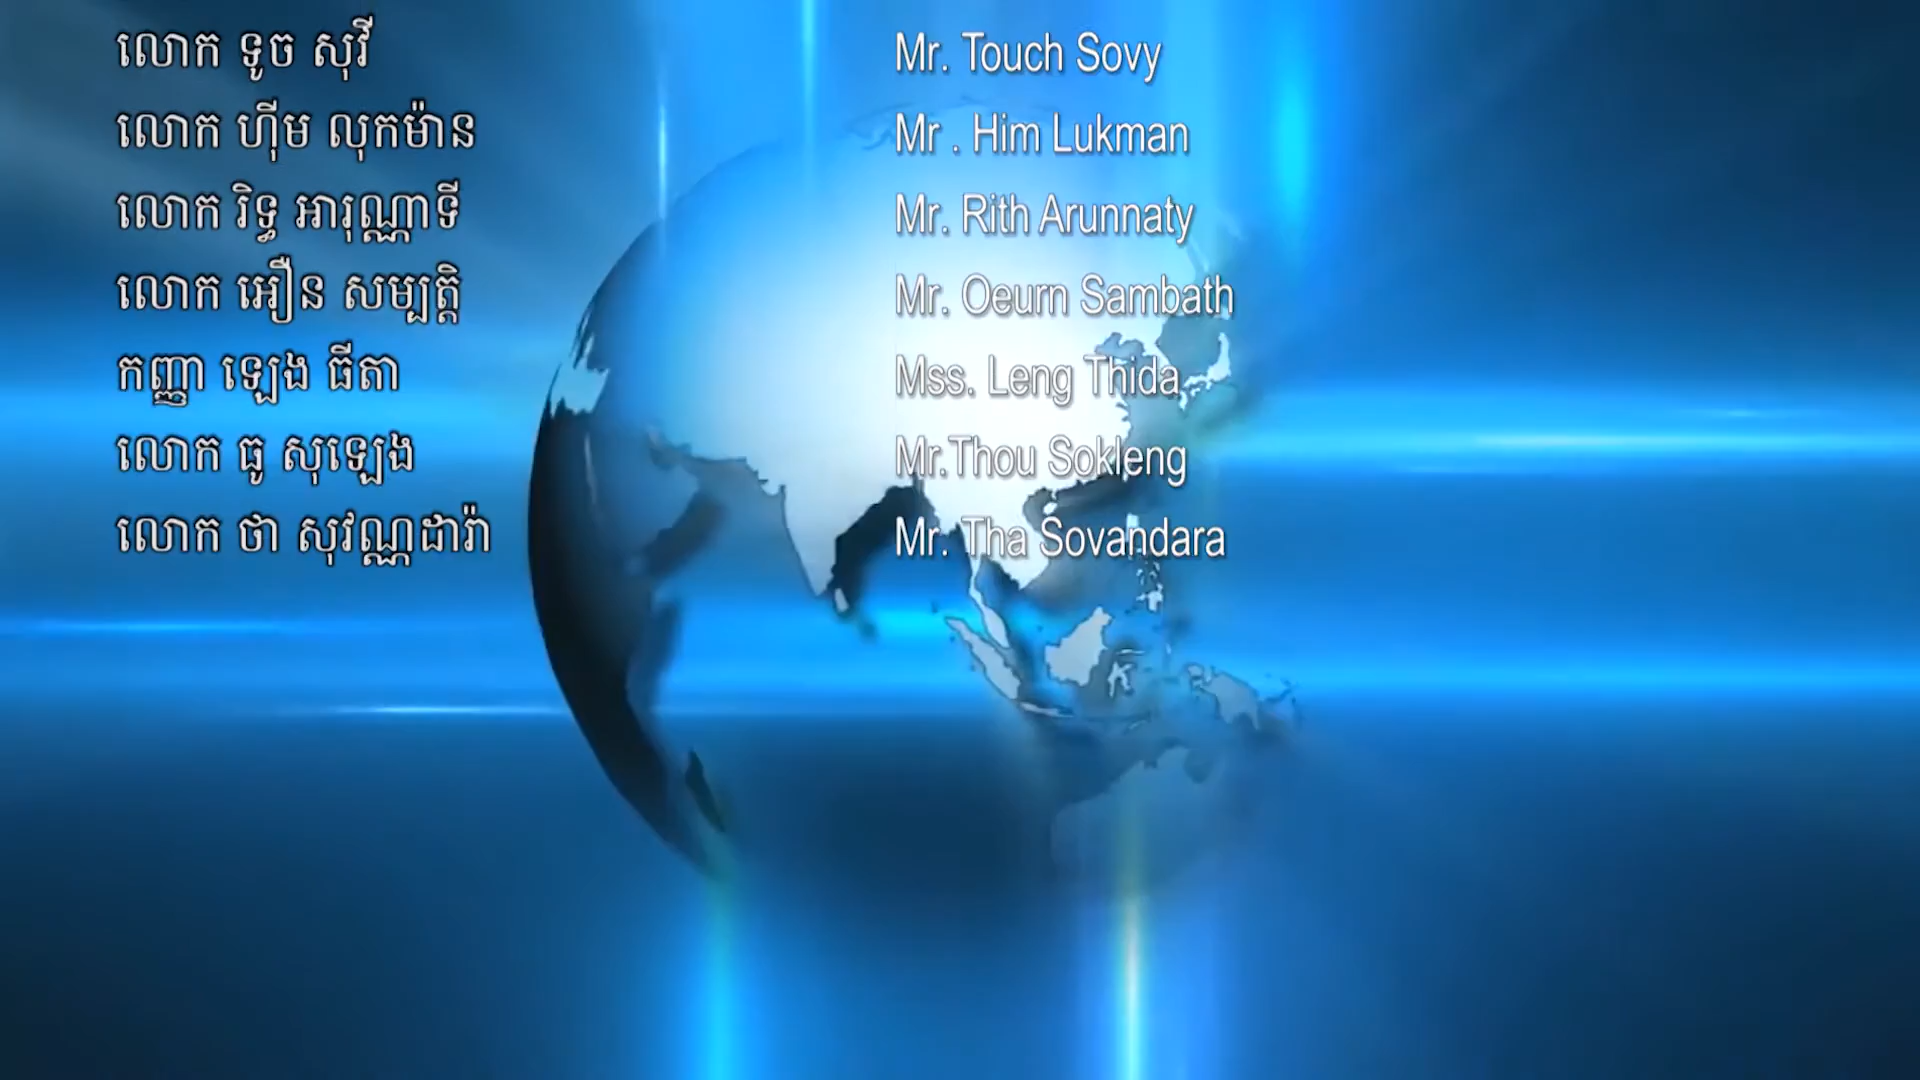 លោក ទូច សុវី Mr. Touch Sovy
លោក ហ៊ីម លុកម៉ាន Mr . Him Lukman
លោក រិទ្ធ អារុណ្ណាទី Mr. Rith Arunnaty
លោក អឿន សម្បត្តិ Mr. Oeurn Sambath
កញ្ញា ឡេង ធីតា Mss. Leng Thida
លោក ធូ សុឡេង Mr.Thou Sokleng
លោក ថា សុវណ្ណដារ៉ា Mr. Tha Sovandara